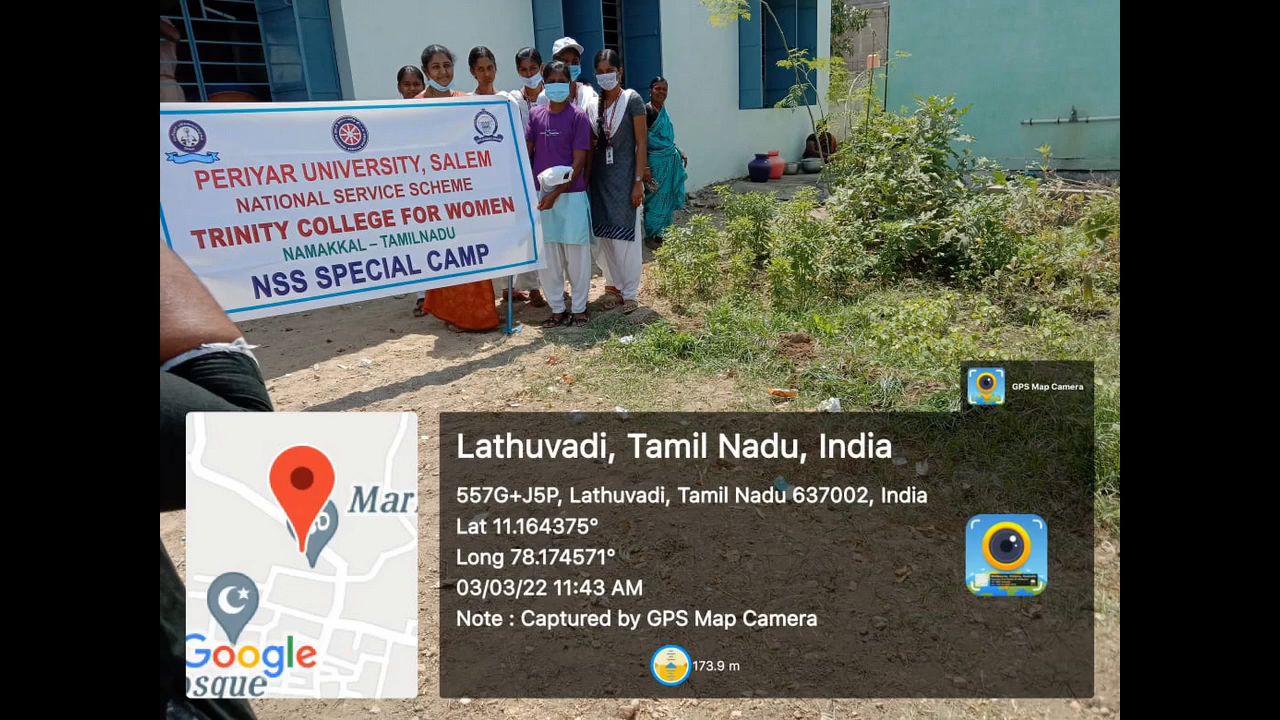 PERIYAR UNIVERSITY, SALEM
NATIONAL SERVICE SCHEME
TRINITY COLLEGE FOR WOMEN
NAMAKKAL – TAMILNADU
NSS SPECIAL CAMP
GPS Map Camera
Lathuvadi, Tamil Nadu, India
557G+J5P, Lathuvadi, Tamil Nadu 637002, India
Lat 11.164375°
Long 78.174571°
03/03/22 11:43 AM
Note : Captured by GPS Map Camera
173.9 m
Mar
Google
osque